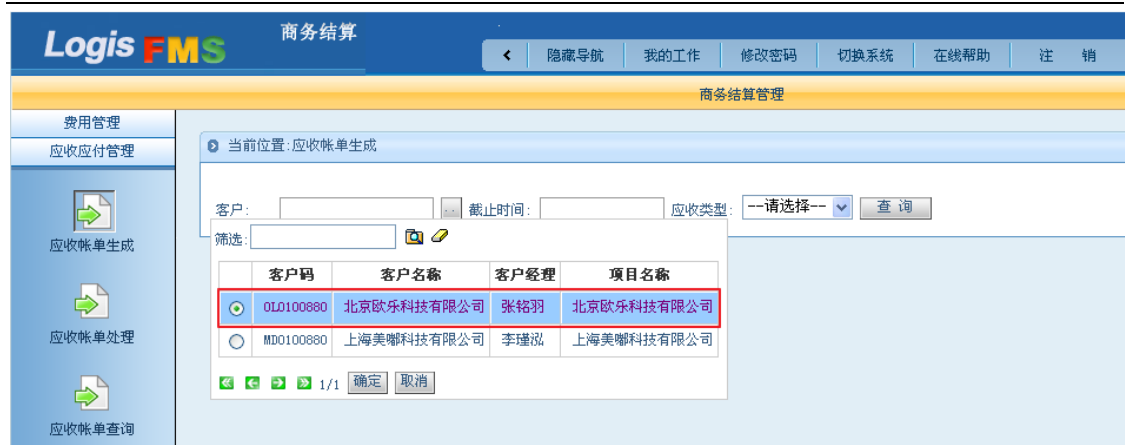 Logis FMS 商务结算
隐藏导航 我的工作 修改密码 切换系统 在线帮助 注 销
商务结算管理
费用管理
应收应付管理
当前位置:应收帐单生成
客户: .. 截止时间: 应收类型: --请选择-- 查 询
筛选:
客户码 客户名称 客户经理 项目名称
OL0100880 北京欧乐科技有限公司 张铭羽 北京欧乐科技有限公司
MD0100880 上海美嘟科技有限公司 李瑾泓 上海美嘟科技有限公司
1/1 确定 取消
应收帐单生成
应收帐单处理
应收帐单查询